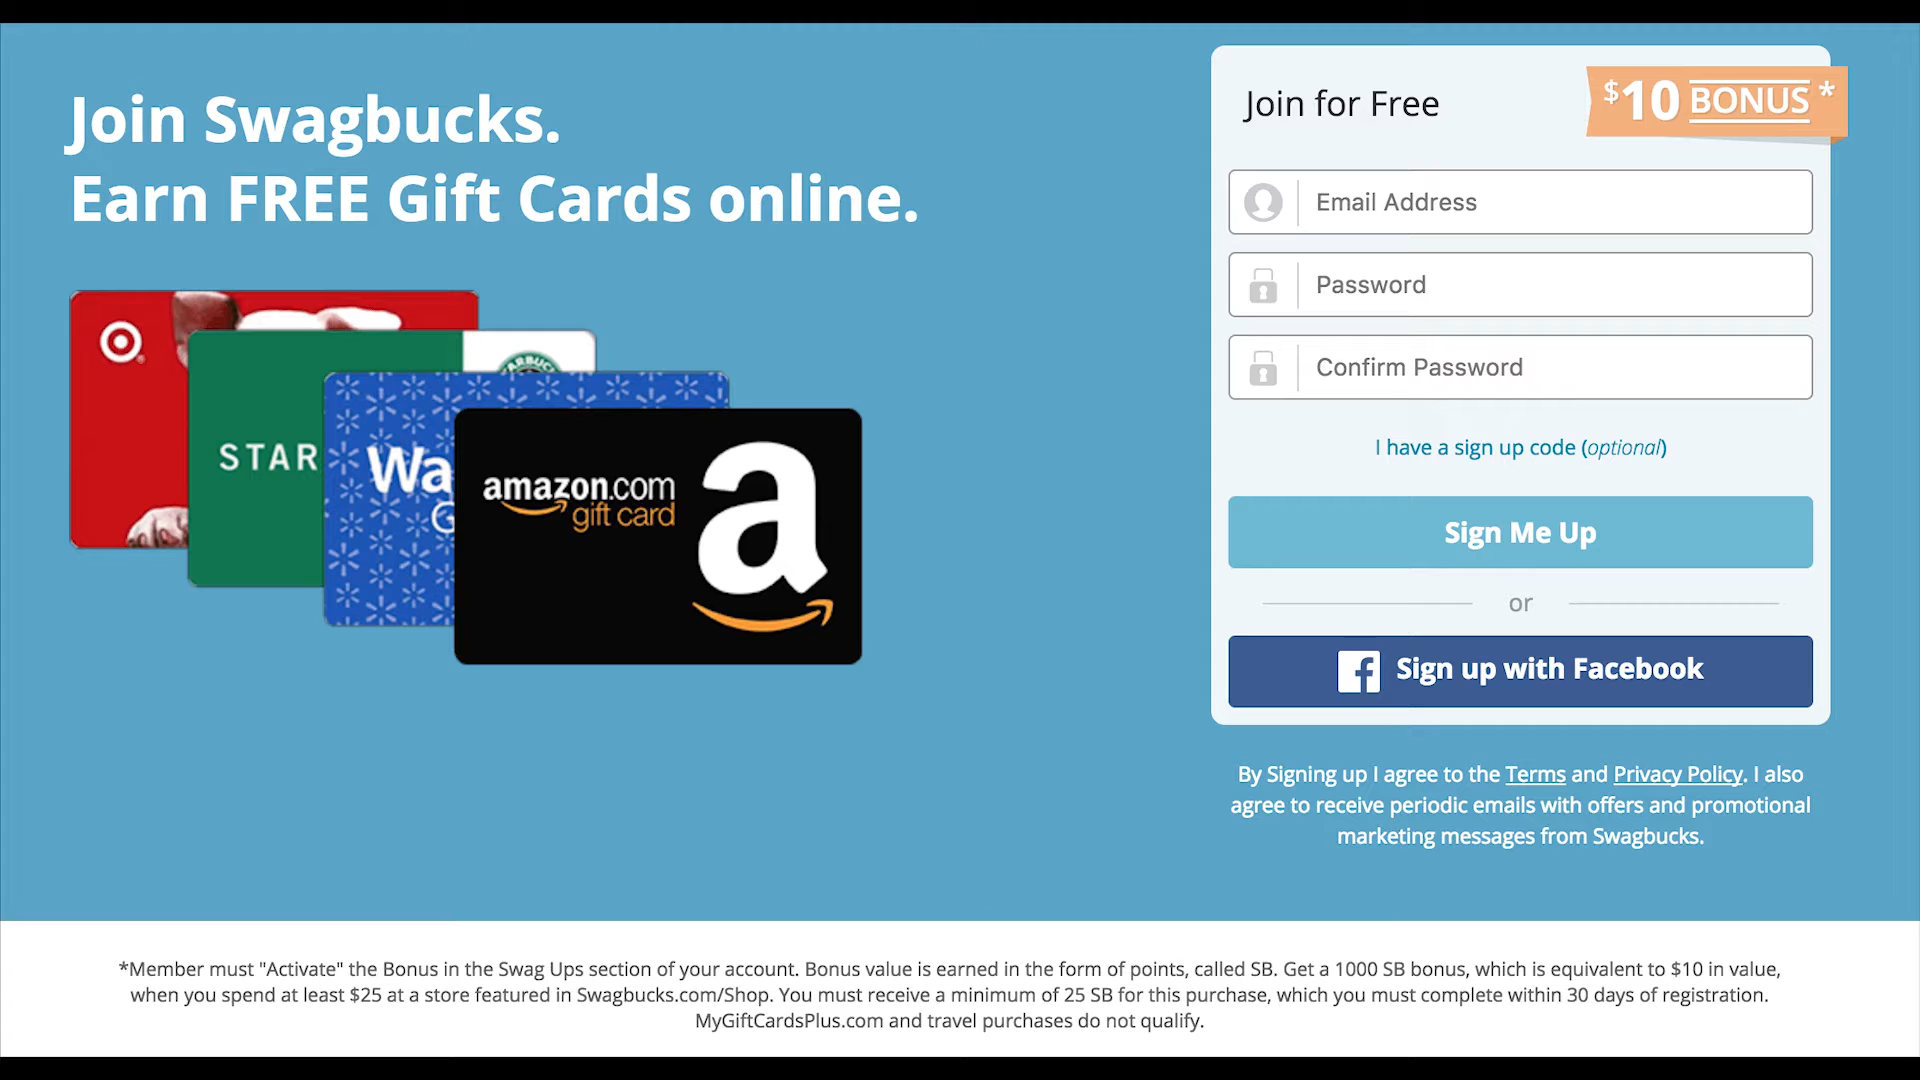 Join Swagbucks.
Earn FREE Gift Cards online.
STAR
ARBUC
Wa
G
amazon.com
gift card
a
Join for Free
$10 BONUS *
Email Address
Password
Confirm Password
I have a sign up code (optional)
Sign Me Up
or
Sign up with Facebook
By Signing up I agree to the Terms and Privacy Policy. I also
agree to receive periodic emails with offers and promotional
marketing messages from Swagbucks.
*Member must "Activate" the Bonus in the Swag Ups section of your account. Bonus value is earned in the form of points, called SB. Get a 1000 SB bonus, which is equivalent to $10 in value,
when you spend at least $25 at a store featured in Swagbucks.com/Shop. You must receive a minimum of 25 SB for this purchase, which you must complete within 30 days of registration.
MyGiftCardsPlus.com and travel purchases do not qualify.